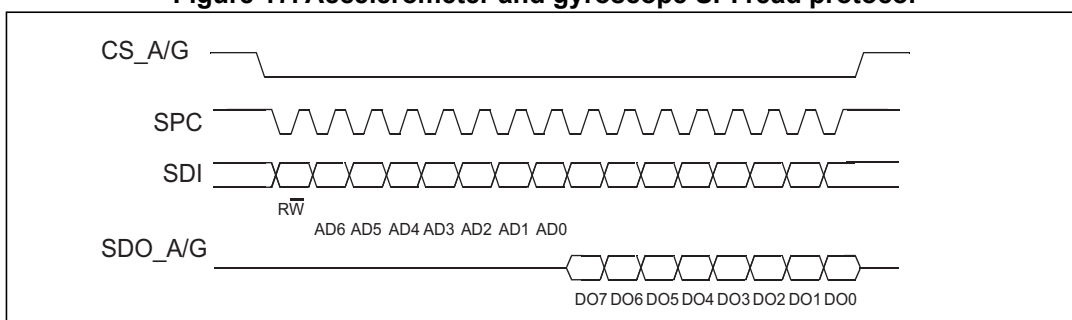 Figure 17. Accelerometer and gyroscope SPI read protocol
CS_A/G
SPC
SDI
RW̅
AD6 AD5 AD4 AD3 AD2 AD1 AD0
SDO_A/G
DO7 DO6 DO5 DO4 DO3 DO2 DO1 DO0